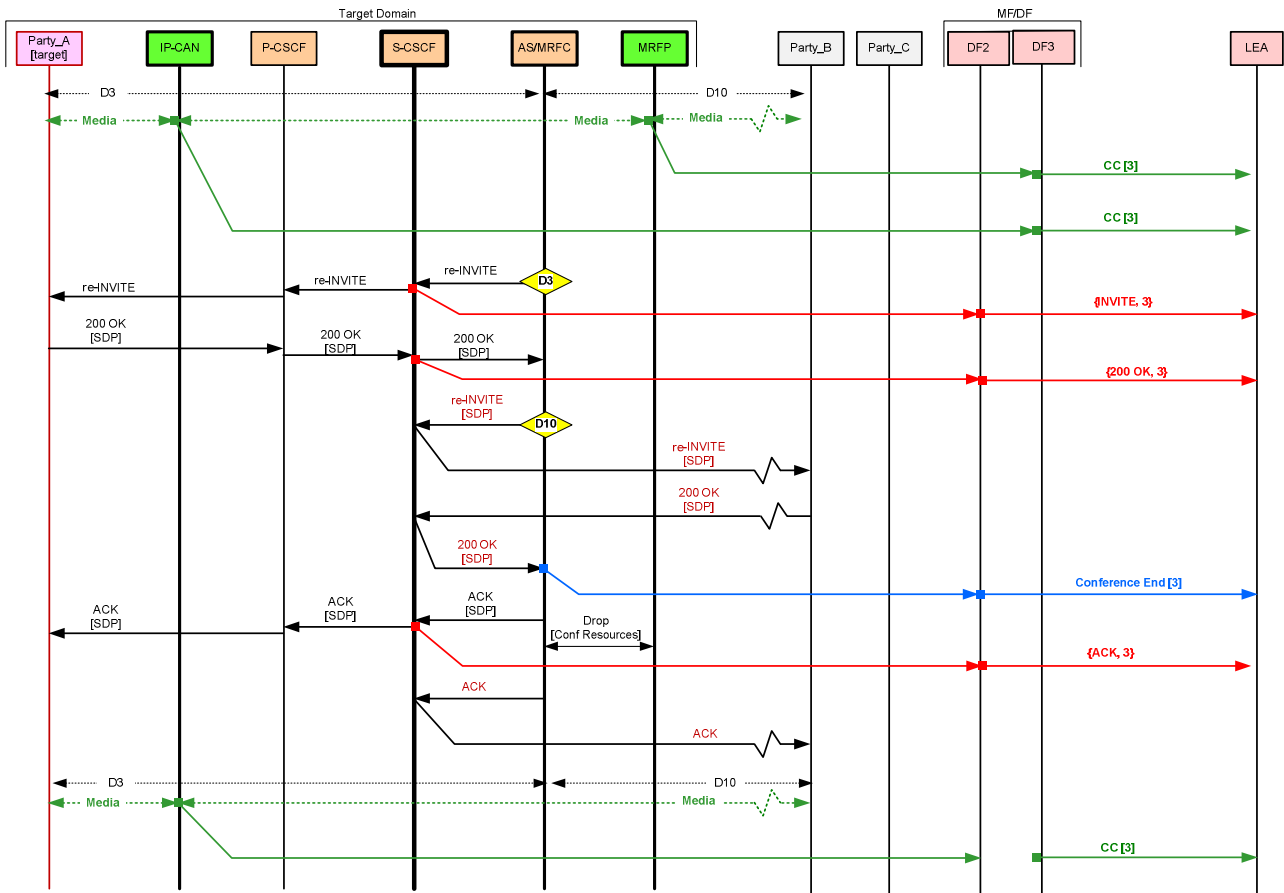 Target Domain
MF/DF
Party_A
[target]
IP-CAN
P-CSCF
S-CSCF
AS/MRFC
MRFP
Party_B
Party_C
DF2
DF3
LEA
D3
D10
Media
Media
Media
CC [3]
CC [3]
D3
re-INVITE
re-INVITE
re-INVITE
{INVITE, 3}
200 OK
[SDP]
200 OK
[SDP]
200 OK
[SDP]
{200 OK, 3}
re-INVITE
[SDP]
D10
re-INVITE
[SDP]
200 OK
[SDP]
200 OK
[SDP]
Conference End [3]
ACK
[SDP]
ACK
[SDP]
ACK
[SDP]
Drop
[Conf Resources]
{ACK, 3}
ACK
ACK
D3
D10
Media
Media
CC [3]